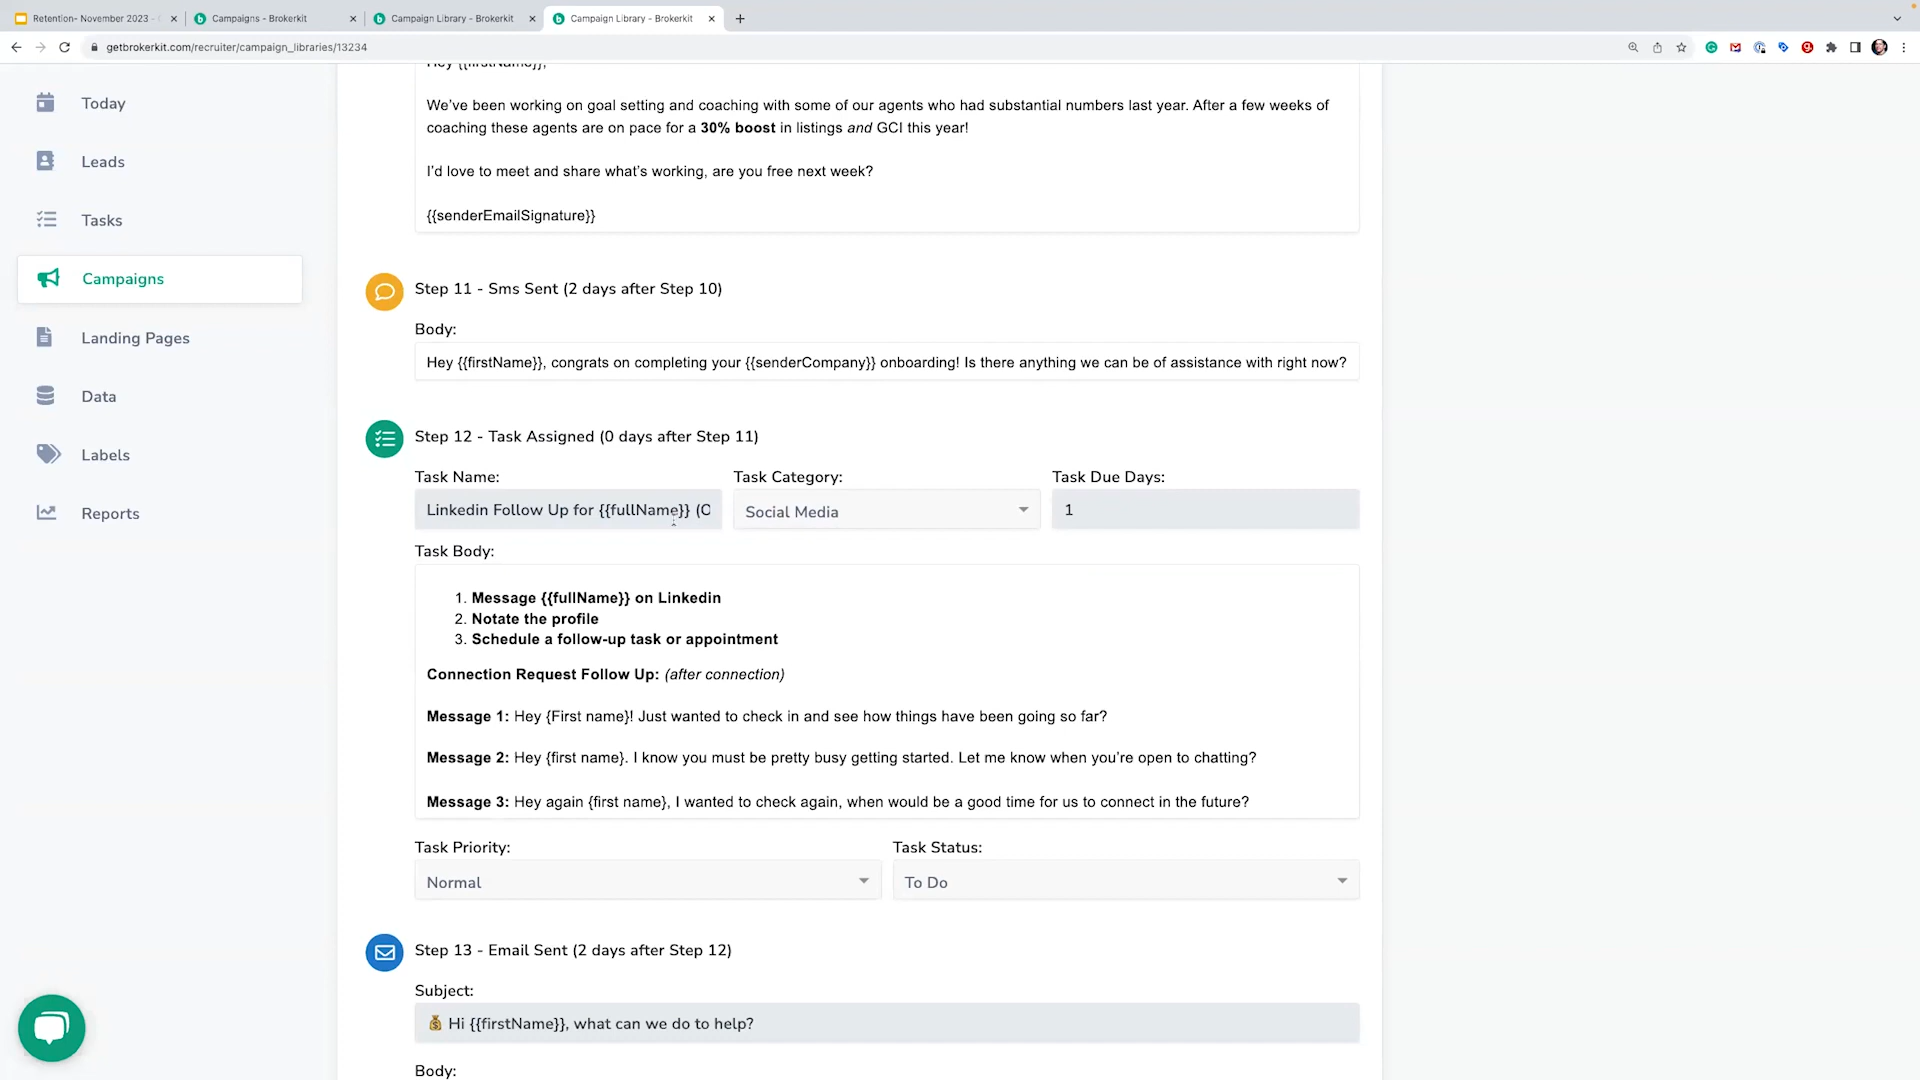 Retention- November 2023 -
Campaigns - Brokerkit
Campaign Library - Brokerkit
Campaign Library - Brokerkit
getbrokerkit.com/recruiter/campaign_libraries/13234
Today
Leads
Tasks
Campaigns
Landing Pages
Data
Labels
Reports
Hey {{firstName}},
We've been working on goal setting and coaching with some of our agents who had substantial numbers last year. After a few weeks of
coaching these agents are on pace for a 30% boost in listings and GCI this year!
I'd love to meet and share what's working, are you free next week?
{{senderEmailSignature}}
Step 11 - Sms Sent (2 days after Step 10)
Body:
Hey {{firstName}}, congrats on completing your {{senderCompany}} onboarding! Is there anything we can be of assistance with right now?
Step 12 - Task Assigned (0 days after Step 11)
Task Name:
Task Category:
Task Due Days:
Linkedin Follow Up for {{fullName}} (O
Social Media
1
Task Body:
1. Message {{fullName}} on Linkedin
2. Notate the profile
3. Schedule a follow-up task or appointment
Connection Request Follow Up: (after connection)
Message 1: Hey {First name}! Just wanted to check in and see how things have been going so far?
Message 2: Hey {first name}. I know you must be pretty busy getting started. Let me know when you're open to chatting?
Message 3: Hey again {first name}, I wanted to check again, when would be a good time for us to connect in the future?
Task Priority:
Task Status:
Normal
To Do
Step 13 - Email Sent (2 days after Step 12)
Subject:
💰 Hi {{firstName}}, what can we do to help?
Body: